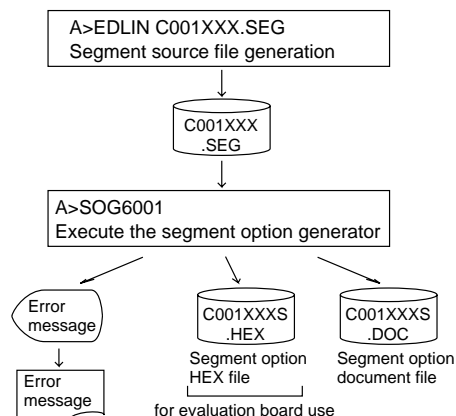 A>EDLIN C001XXX.SEG
Segment source file generation
C001XXX
.SEG
A>SOG6001
Execute the segment option generator
Error
message
C001XXXS
.HEX
C001XXXS
.DOC
Segment option
HEX file
Segment option
document file
Error
message
for evaluation board use